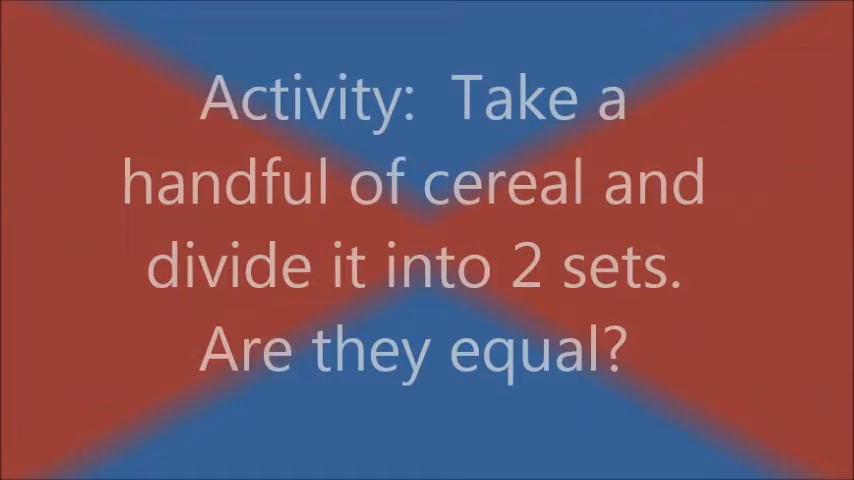 Activity:  Take a
handful of cereal and
divide it into 2 sets.
Are they equal?